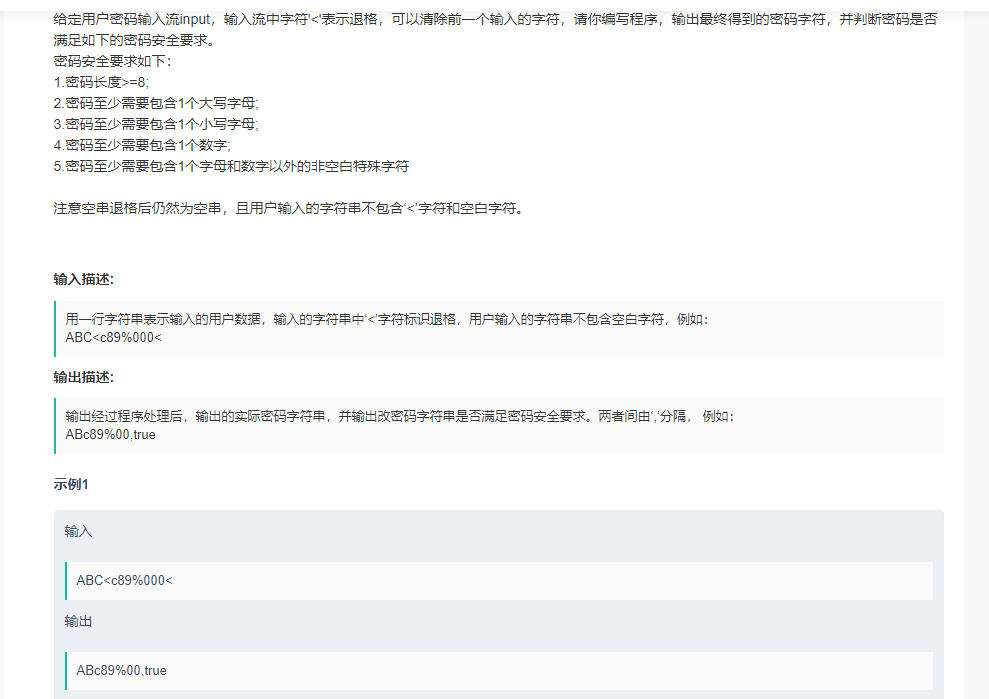 给定用户密码输入流input，输入流中字符'<'表示退格，可以清除前一个输入的字符，请你编写程序，输出最终得到的密码字符，并判断密码是否
满足如下的密码安全要求。
密码安全要求如下：
1.密码长度>=8;
2.密码至少需要包含1个大写字母;
3.密码至少需要包含1个小写字母;
4.密码至少需要包含1个数字;
5.密码至少需要包含1个字母和数字以外的非空白特殊字符
注意空串退格后仍然为空串，且用户输入的字符串不包含‘<’字符和空白字符。
输入描述:
用一行字符串表示输入的用户数据，输入的字符串中‘<’字符标识退格，用户输入的字符串不包含空白字符，例如：
ABC<c89%000<
输出描述:
输出经过程序处理后，输出的实际密码字符串，并输出改密码字符串是否满足密码安全要求。两者间由‘,’分隔， 例如：
ABc89%00,true
示例1
输入
ABC<c89%000<
输出
ABc89%00,true